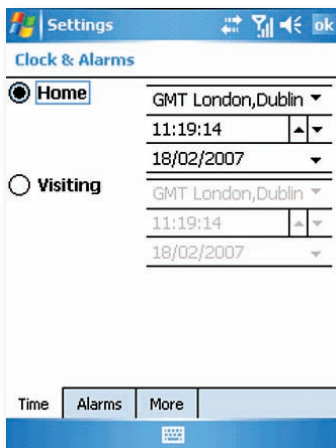 Settings ok
Clock & Alarms
Home
GMT London,Dublin
11:19:14
18/02/2007
Visiting
GMT London,Dublin
11:19:14
18/02/2007
Time Alarms More